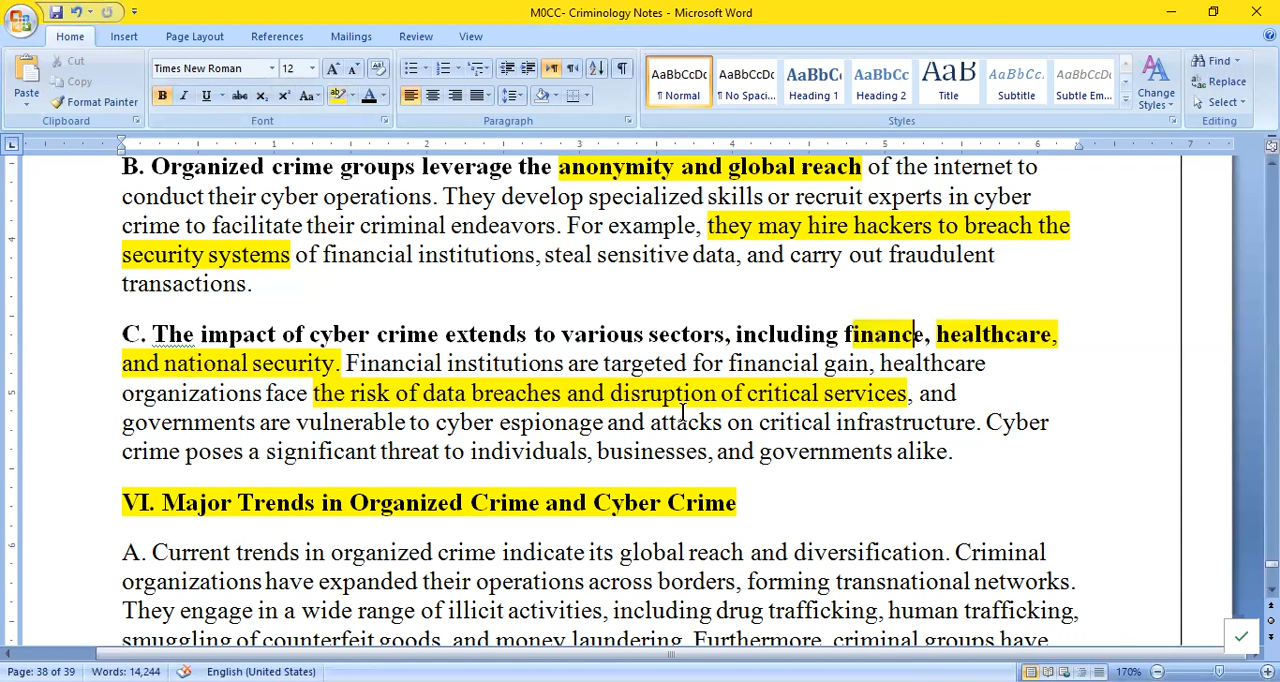 M0CC- Criminology Notes - Microsoft Word
Home Insert Page Layout References Mailings Review View
Paste Cut Copy Format Painter Clipboard
Times New Roman 12 Font
Paragraph
AaBbCcDc ¶ Normal AaBbCcDc ¶ No Spaci... AaBbC Heading 1 AaBbCc Heading 2 AaB Title AaBbCc. Subtitle AaBbCcDc Subtle Em... Change Styles Styles
Find Replace Select Editing
1 2 3 4 5 6 7
B. Organized crime groups leverage the anonymity and global reach of the internet to
conduct their cyber operations. They develop specialized skills or recruit experts in cyber
crime to facilitate their criminal endeavors. For example, they may hire hackers to breach the
security systems of financial institutions, steal sensitive data, and carry out fraudulent
transactions.
C. The impact of cyber crime extends to various sectors, including finance, healthcare,
and national security. Financial institutions are targeted for financial gain, healthcare
organizations face the risk of data breaches and disruption of critical services, and
governments are vulnerable to cyber espionage and attacks on critical infrastructure. Cyber
crime poses a significant threat to individuals, businesses, and governments alike.
VI. Major Trends in Organized Crime and Cyber Crime
A. Current trends in organized crime indicate its global reach and diversification. Criminal
organizations have expanded their operations across borders, forming transnational networks.
They engage in a wide range of illicit activities, including drug trafficking, human trafficking,
smuggling of counterfeit goods, and money laundering. Furthermore, criminal groups have
Page: 38 of 39 Words: 14,244 English (United States) 170%